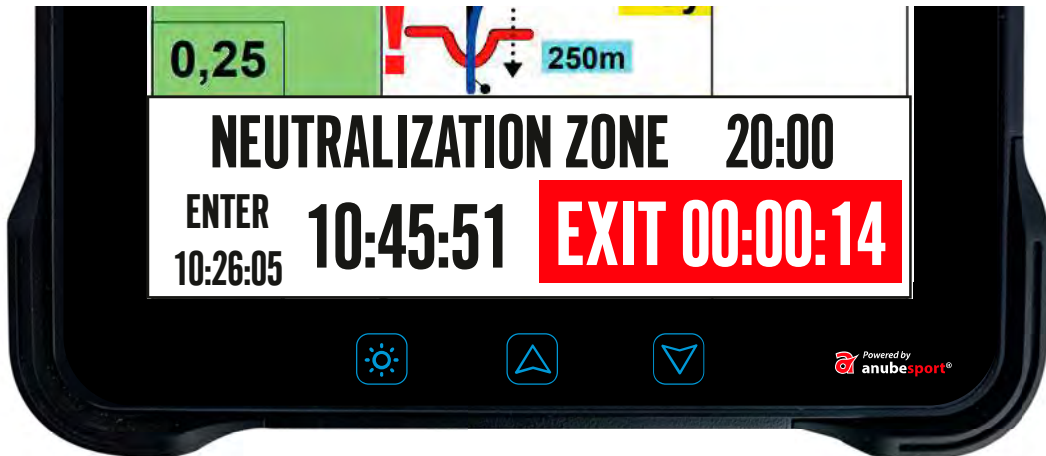 0,25
!
250m
NEUTRALIZATION ZONE 20:00
ENTER
10:26:05
10:45:51
EXIT 00:00:14
Powered by
anubesport®